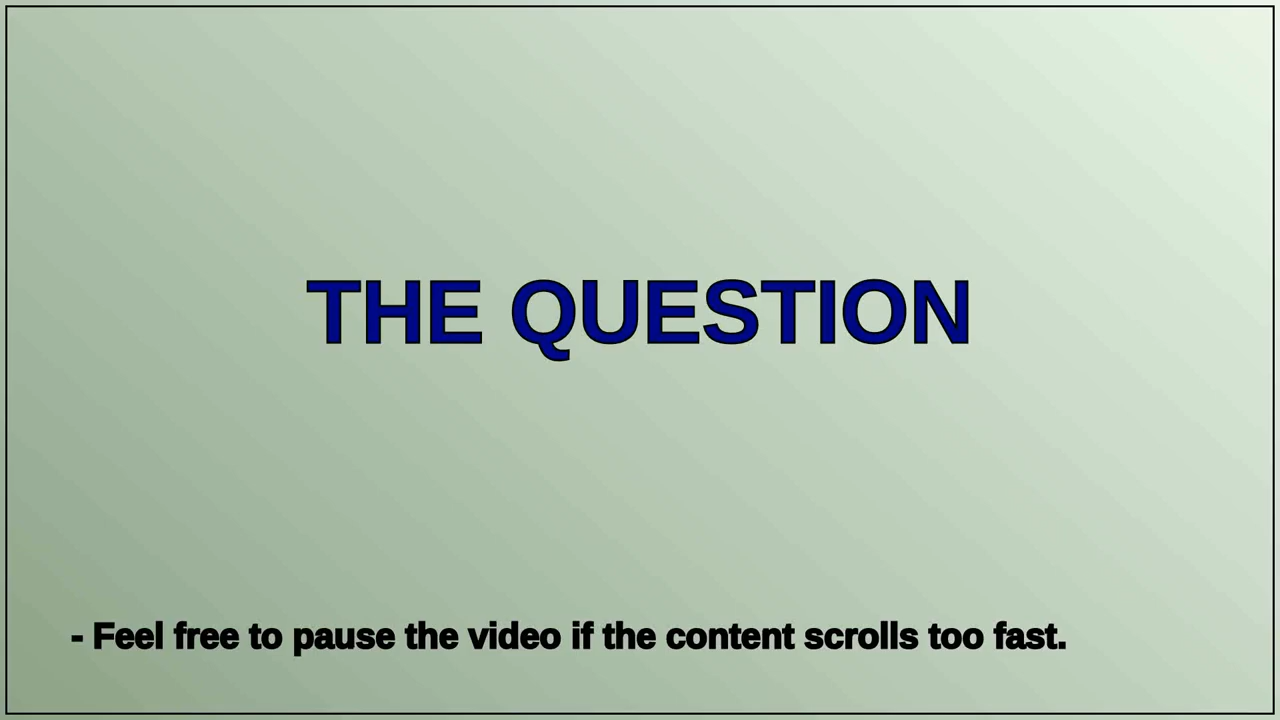 THE QUESTION
- Feel free to pause the video if the content scrolls too fast.